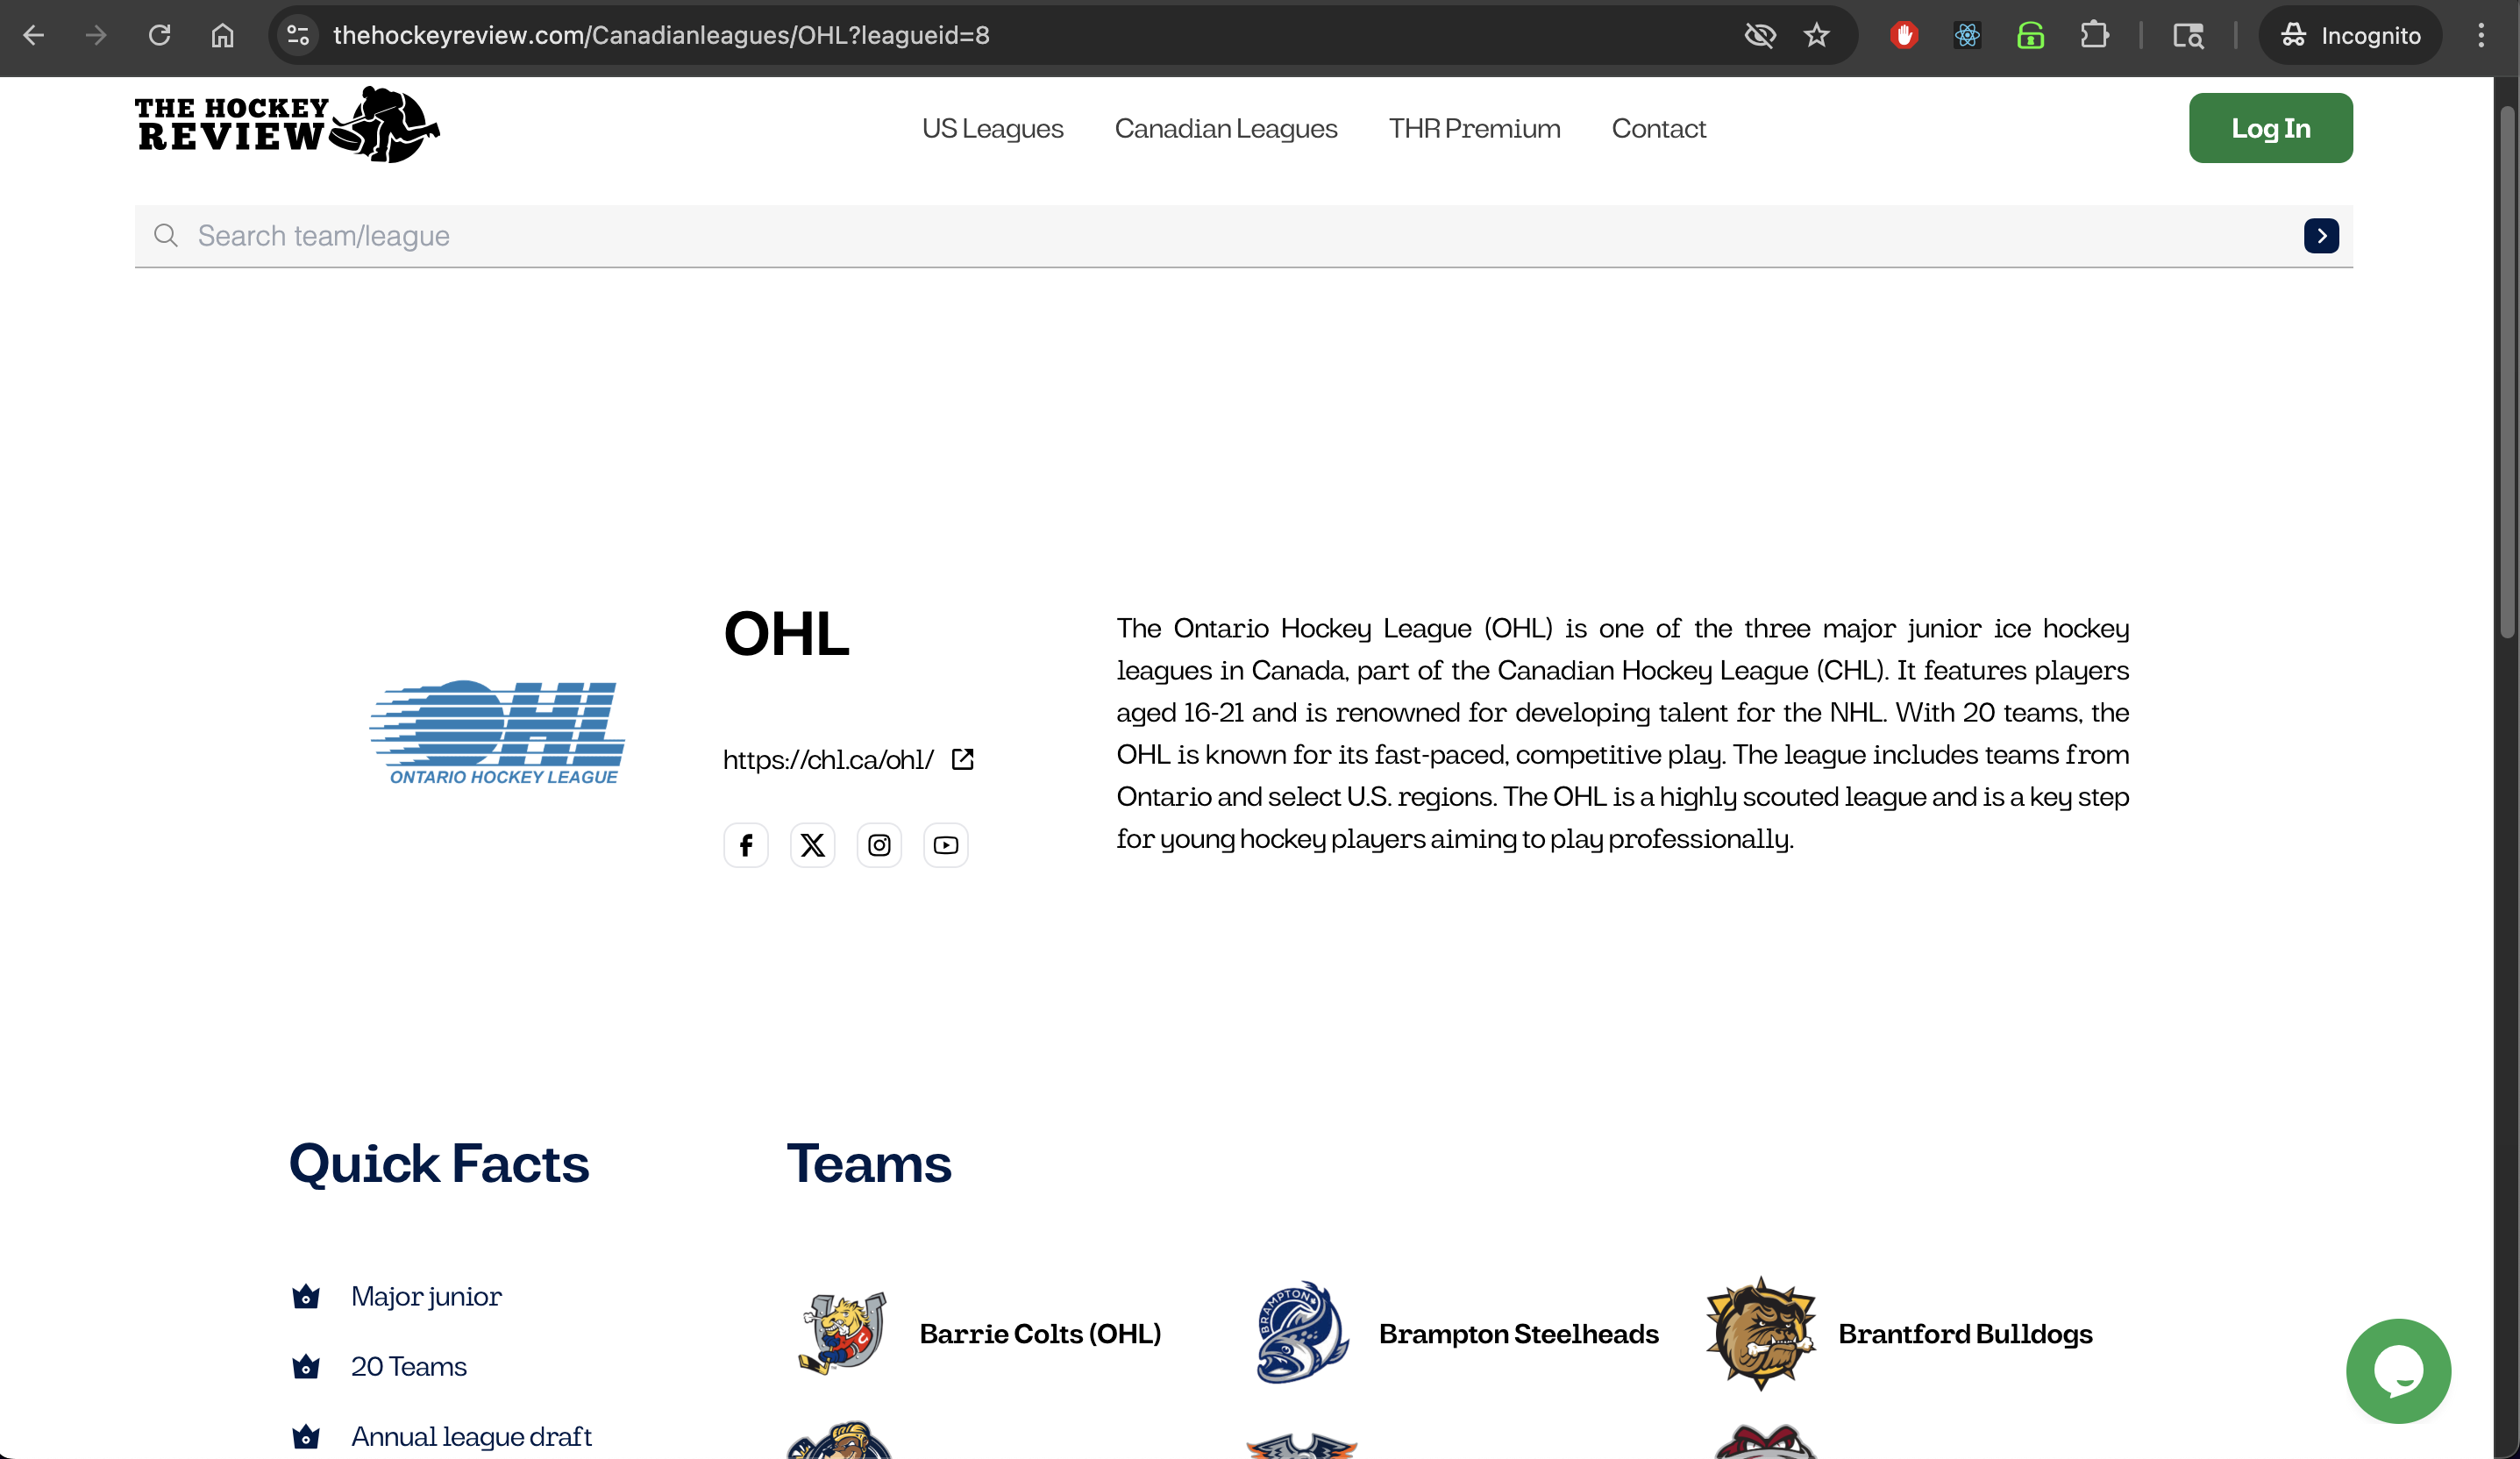 thehockeyreview.com/Canadianleagues/OHL?leagueid=8
Incognito
THE HOCKEY
REVIEW
US Leagues
Canadian Leagues
THR Premium
Contact
Log In
Search team/league
OHL
OHL
ONTARIO HOCKEY LEAGUE
https://chl.ca/ohl/
The Ontario Hockey League (OHL) is one of the three major junior ice hockey
leagues in Canada, part of the Canadian Hockey League (CHL). It features players
aged 16-21 and is renowned for developing talent for the NHL. With 20 teams, the
OHL is known for its fast-paced, competitive play. The league includes teams from
Ontario and select U.S. regions. The OHL is a highly scouted league and is a key step
for young hockey players aiming to play professionally.
Quick Facts
Major junior
20 Teams
Annual league draft
Teams
Barrie Colts (OHL)
BRAMPTON
Brampton Steelheads
Brantford Bulldogs